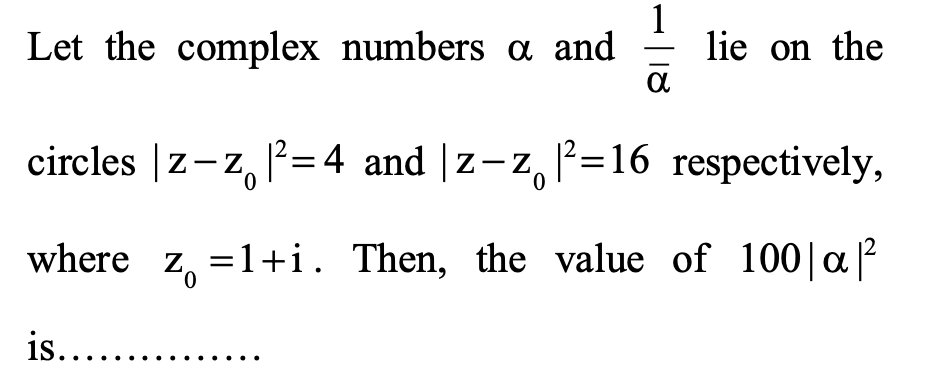 Let the complex numbers α and 1/ᾱ lie on the
circles |z−z₀|²=4 and |z−z₀|²=16 respectively,
where z₀=1+i. Then, the value of 100|α|²
is...............